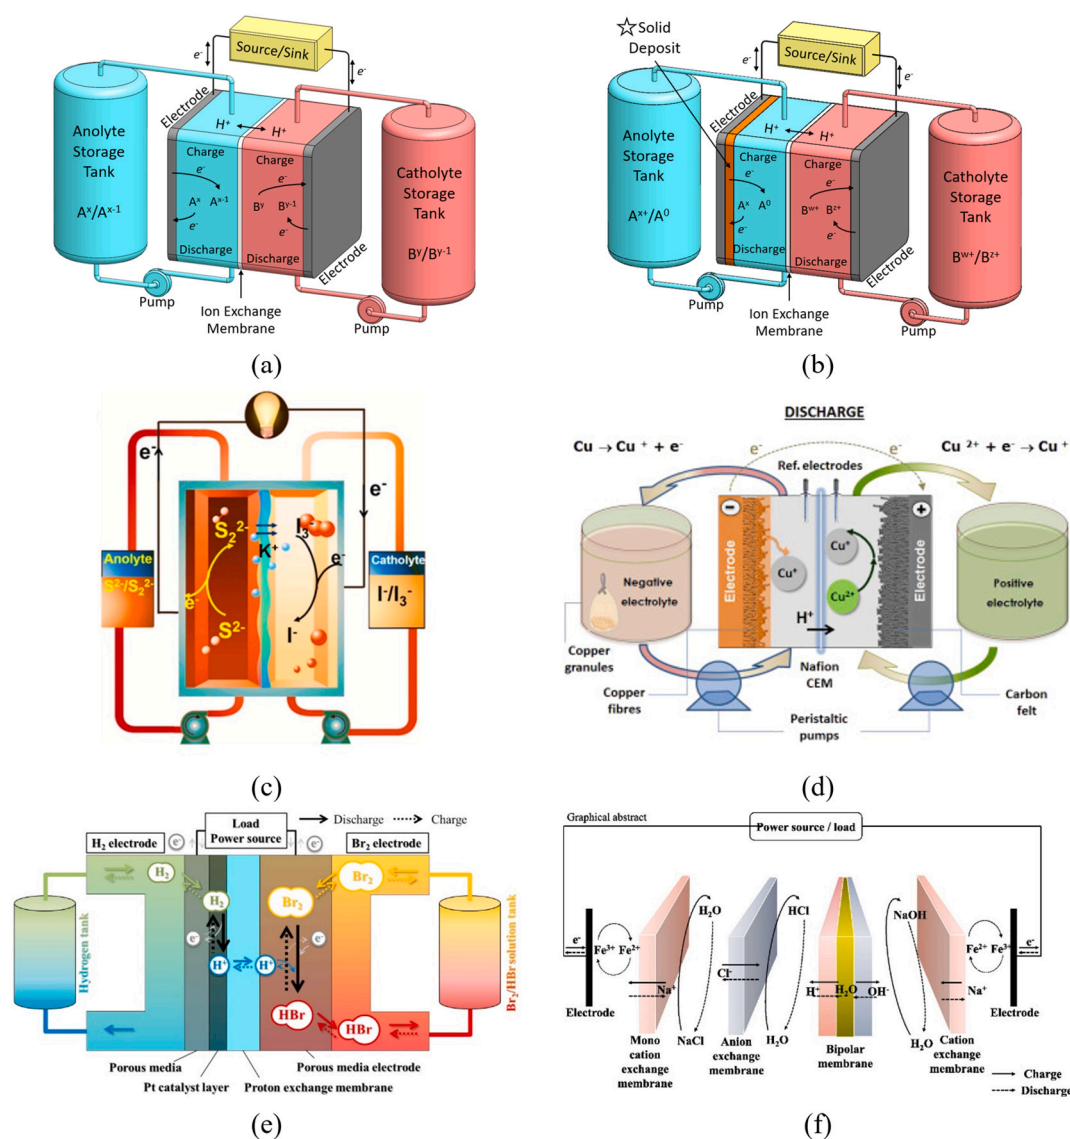 Source/Sink
e-
e-
Electrode
H+
H+
Anolyte
Storage
Tank
Ax/Ax-1
Charge
Charge
e-
e-
Ax
Ax-1
By
By-1
e-
e-
Discharge
Discharge
Catholyte
Storage
Tank
By/By-1
Electrode
Pump
Ion Exchange
Membrane
Pump
(a)
Solid
Deposit
Source/Sink
e-
e-
Electrode
H+
H+
Anolyte
Storage
Tank
Ax+/A0
Charge
Charge
e-
e-
Ax
A0
Bw+
Bz+
e-
e-
Discharge
Discharge
Catholyte
Storage
Tank
Bw+/Bz+
Electrode
Pump
Ion Exchange
Membrane
Pump
(b)
e-
e-
S22-
I3-
K+
e-
Anolyte
S2-/S22-
e-
S2-
I-
Catholyte
I-/I3-
(c)
DISCHARGE
Cu → Cu + + e-
e-
e-
Cu 2+ + e- → Cu +
Ref. electrodes
Electrode
Cu+
Cu+
Cu2+
H+
Electrode
Negative
electrolyte
Positive
electrolyte
Copper
granules
Copper
fibres
Nafion
CEM
Carbon
felt
Peristaltic
pumps
(d)
H2 electrode
e-
Load
Power source
e-
Discharge
Charge
Br2 electrode
H2
H2
Br2
Br2
e-
e-
H+
H+
HBr
HBr
Hydrogen tank
Br2/HBr solution tank
Porous media
Pt catalyst layer
Proton exchange membrane
Porous media electrode
(e)
Graphical abstract
Power source / load
e-
Fe3+
Fe2+
H2O
HCl
NaOH
Fe2+
Fe3+
e-
Cl-
Na+
H+
H2O
OH-
Na+
Electrode
Mono
cation
exchange
membrane
NaCl
Anion
exchange
membrane
H2O
Bipolar
membrane
H2O
Cation
exchange
membrane
Electrode
Charge
Discharge
(f)